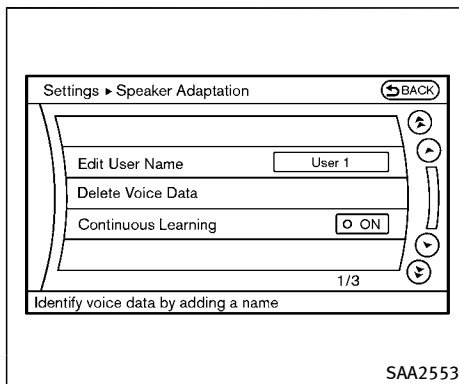 Settings ▸ Speaker Adaptation BACK
Edit User Name User 1
Delete Voice Data
Continuous Learning ON
1/3
Identify voice data by adding a name
SAA2553